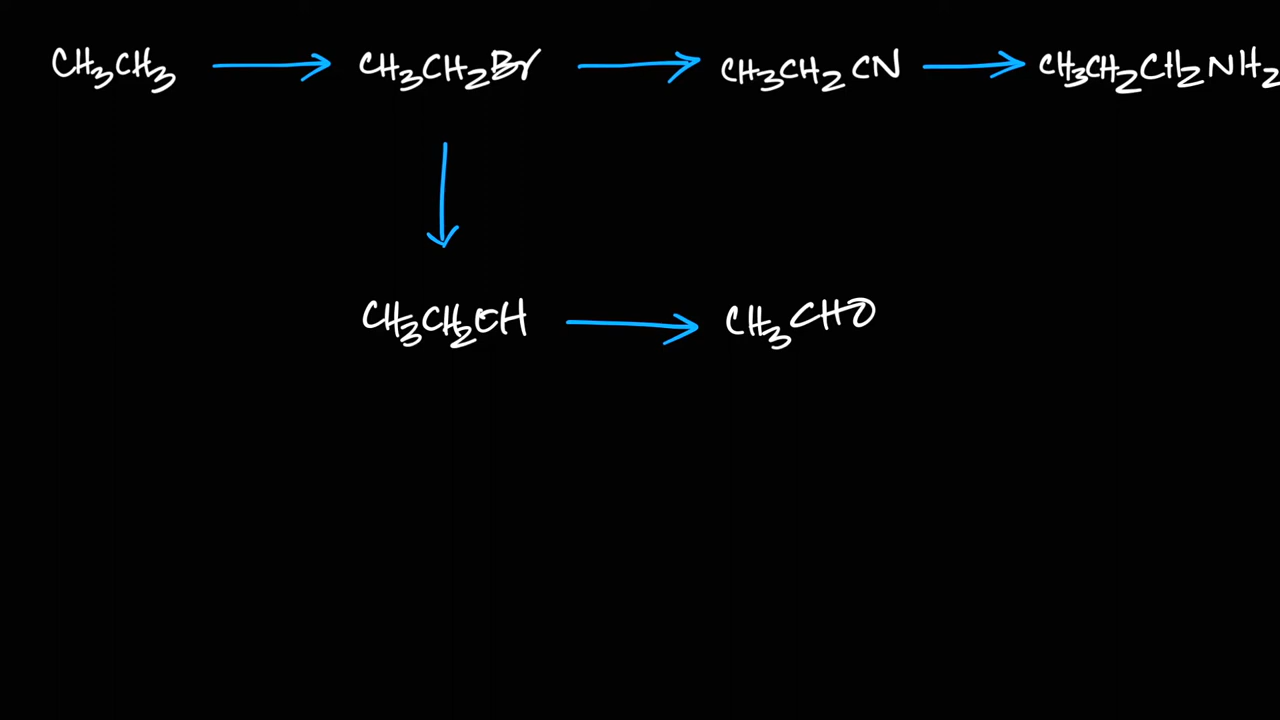 CH3CH3 → CH3CH2Br → CH3CH2CN → CH3CH2CH2NH2
↓
CH3CH2OH → CH3CHO